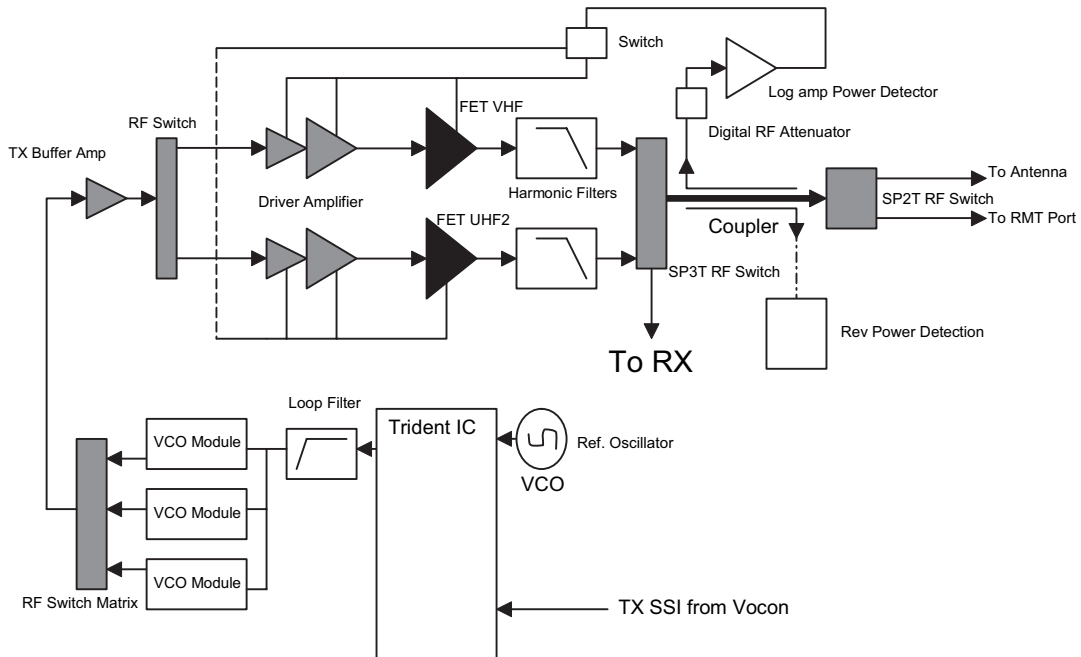 Switch
Log amp Power Detector
FET VHF
RF Switch
Digital RF Attenuator
TX Buffer Amp
To Antenna
Harmonic Filters
SP2T RF Switch
Driver Amplifier
To RMT Port
FET UHF2
Coupler
SP3T RF Switch
Rev Power Detection
To RX
Loop Filter
Trident IC
VCO Module
Ref. Oscillator
VCO
VCO Module
VCO Module
RF Switch Matrix
TX SSI from Vocon